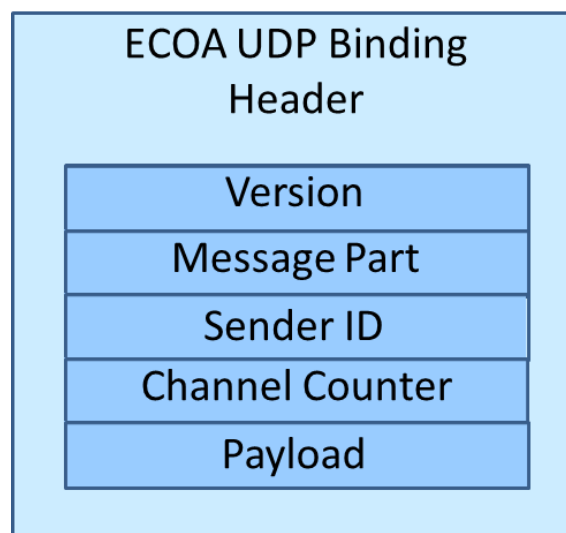 ECOA UDP Binding
Header
Version
Message Part
Sender ID
Channel Counter
Payload